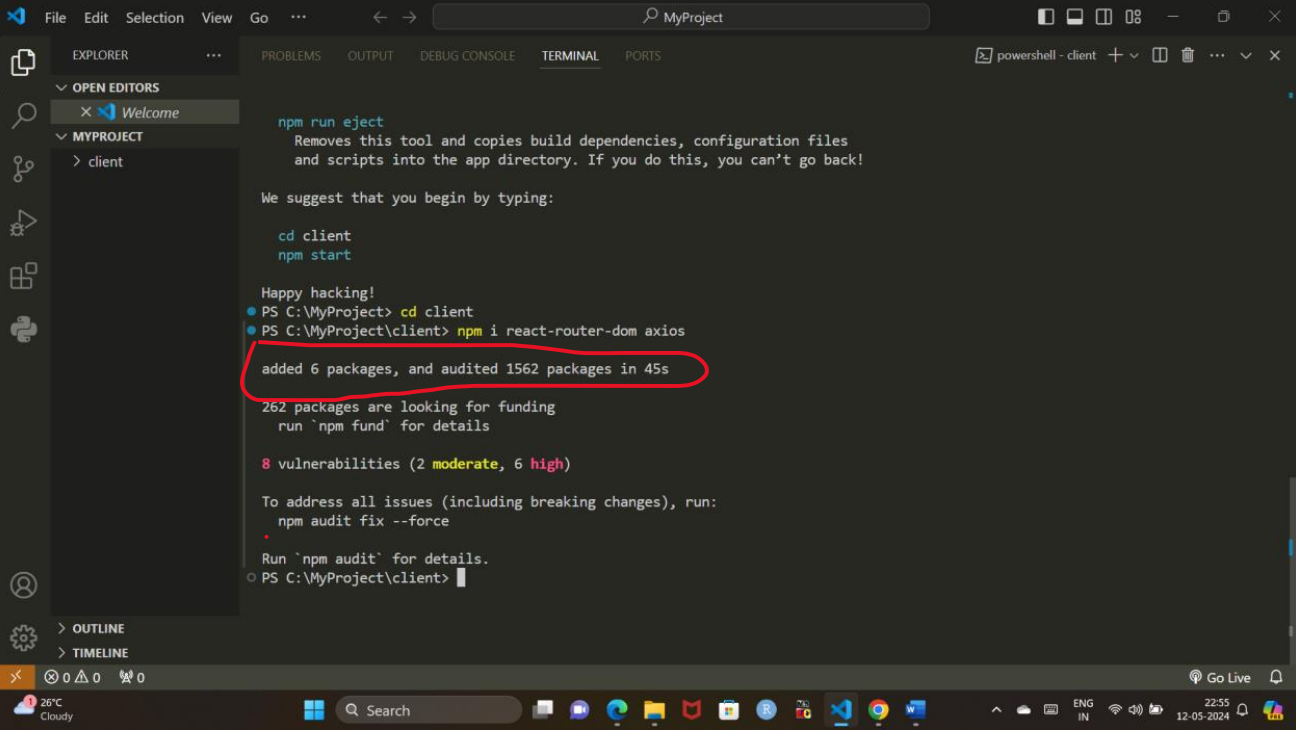 File Edit Selection View Go ··· MyProject
EXPLORER ···
PROBLEMS OUTPUT DEBUG CONSOLE TERMINAL PORTS
powershell - client
OPEN EDITORS
Welcome
MYPROJECT
client
npm run eject
Removes this tool and copies build dependencies, configuration files
and scripts into the app directory. If you do this, you can’t go back!
We suggest that you begin by typing:
cd client
npm start
Happy hacking!
PS C:\MyProject> cd client
PS C:\MyProject\client> npm i react-router-dom axios
added 6 packages, and audited 1562 packages in 45s
262 packages are looking for funding
run `npm fund` for details
8 vulnerabilities (2 moderate, 6 high)
To address all issues (including breaking changes), run:
npm audit fix --force
Run `npm audit` for details.
PS C:\MyProject\client>
OUTLINE
TIMELINE
0 0 0
Go Live
1
26°C
Cloudy
Search
R
W
ENG
IN
22:55
12-05-2024